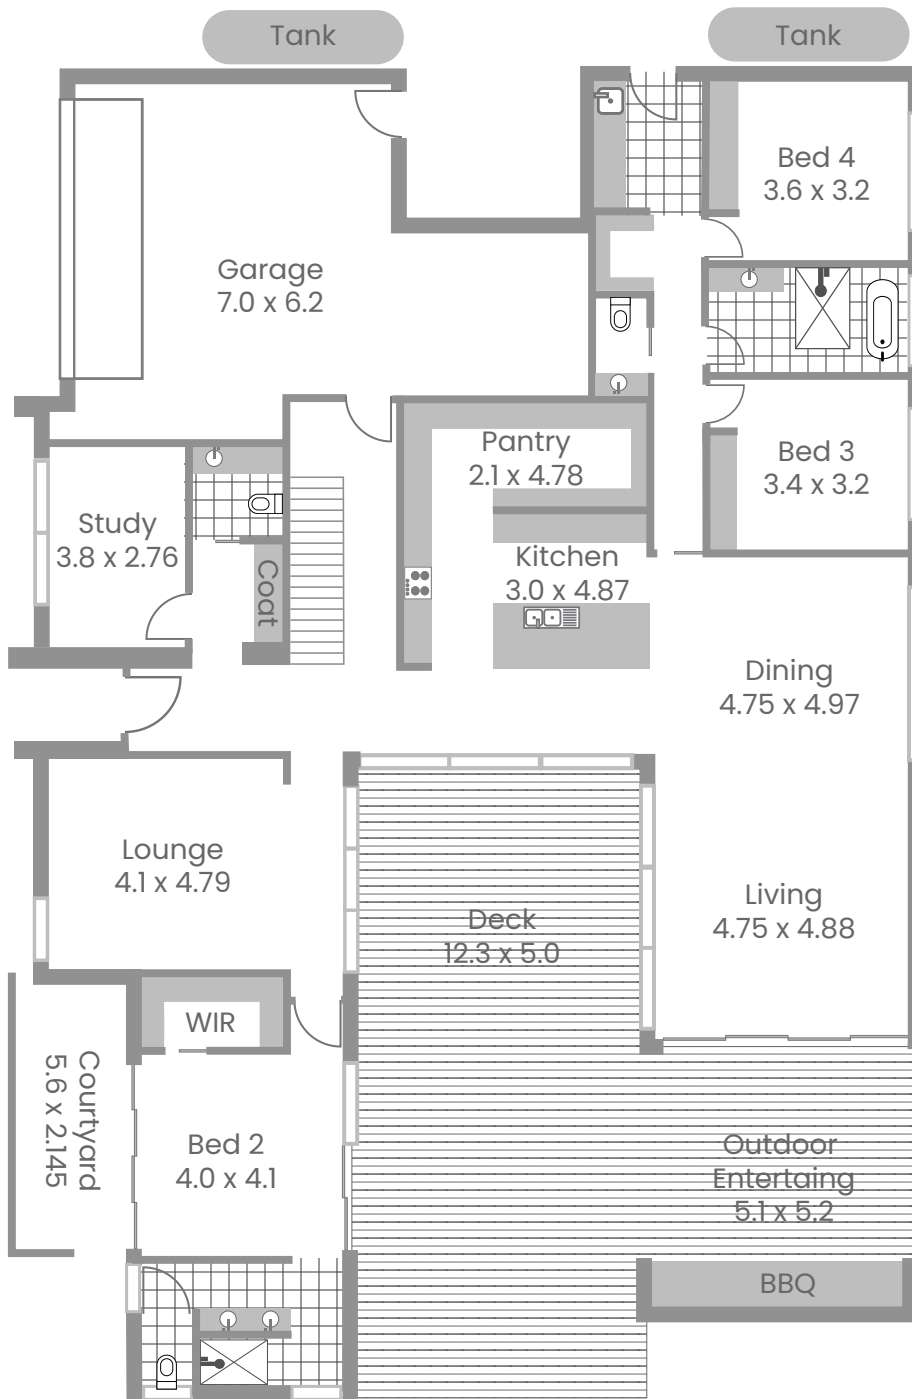 Tank
Tank
Bed 4
3.6 x 3.2
Garage
7.0 x 6.2
Pantry
2.1 x 4.78
Bed 3
3.4 x 3.2
Study
3.8 x 2.76
Coat
Kitchen
3.0 x 4.87
Dining
4.75 x 4.97
Lounge
4.1 x 4.79
Deck
12.3 x 5.0
Living
4.75 x 4.88
WIR
Courtyard
5.6 x 2.145
Bed 2
4.0 x 4.1
Outdoor
Entertaing
5.1 x 5.2
BBQ